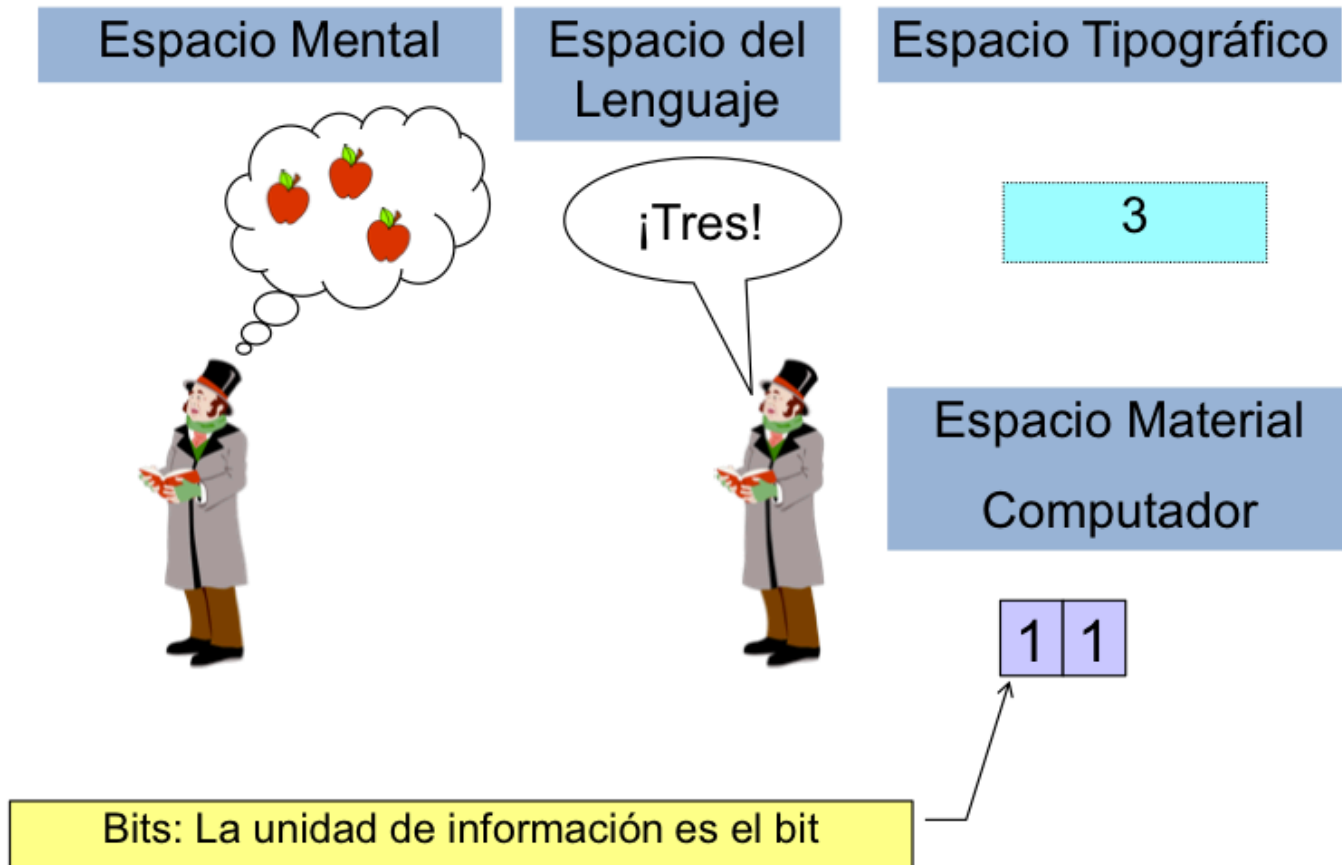 Espacio Mental
Espacio del
Lenguaje
Espacio Tipográfico
¡Tres!
3
Espacio Material
Computador
1 1
Bits: La unidad de información es el bit